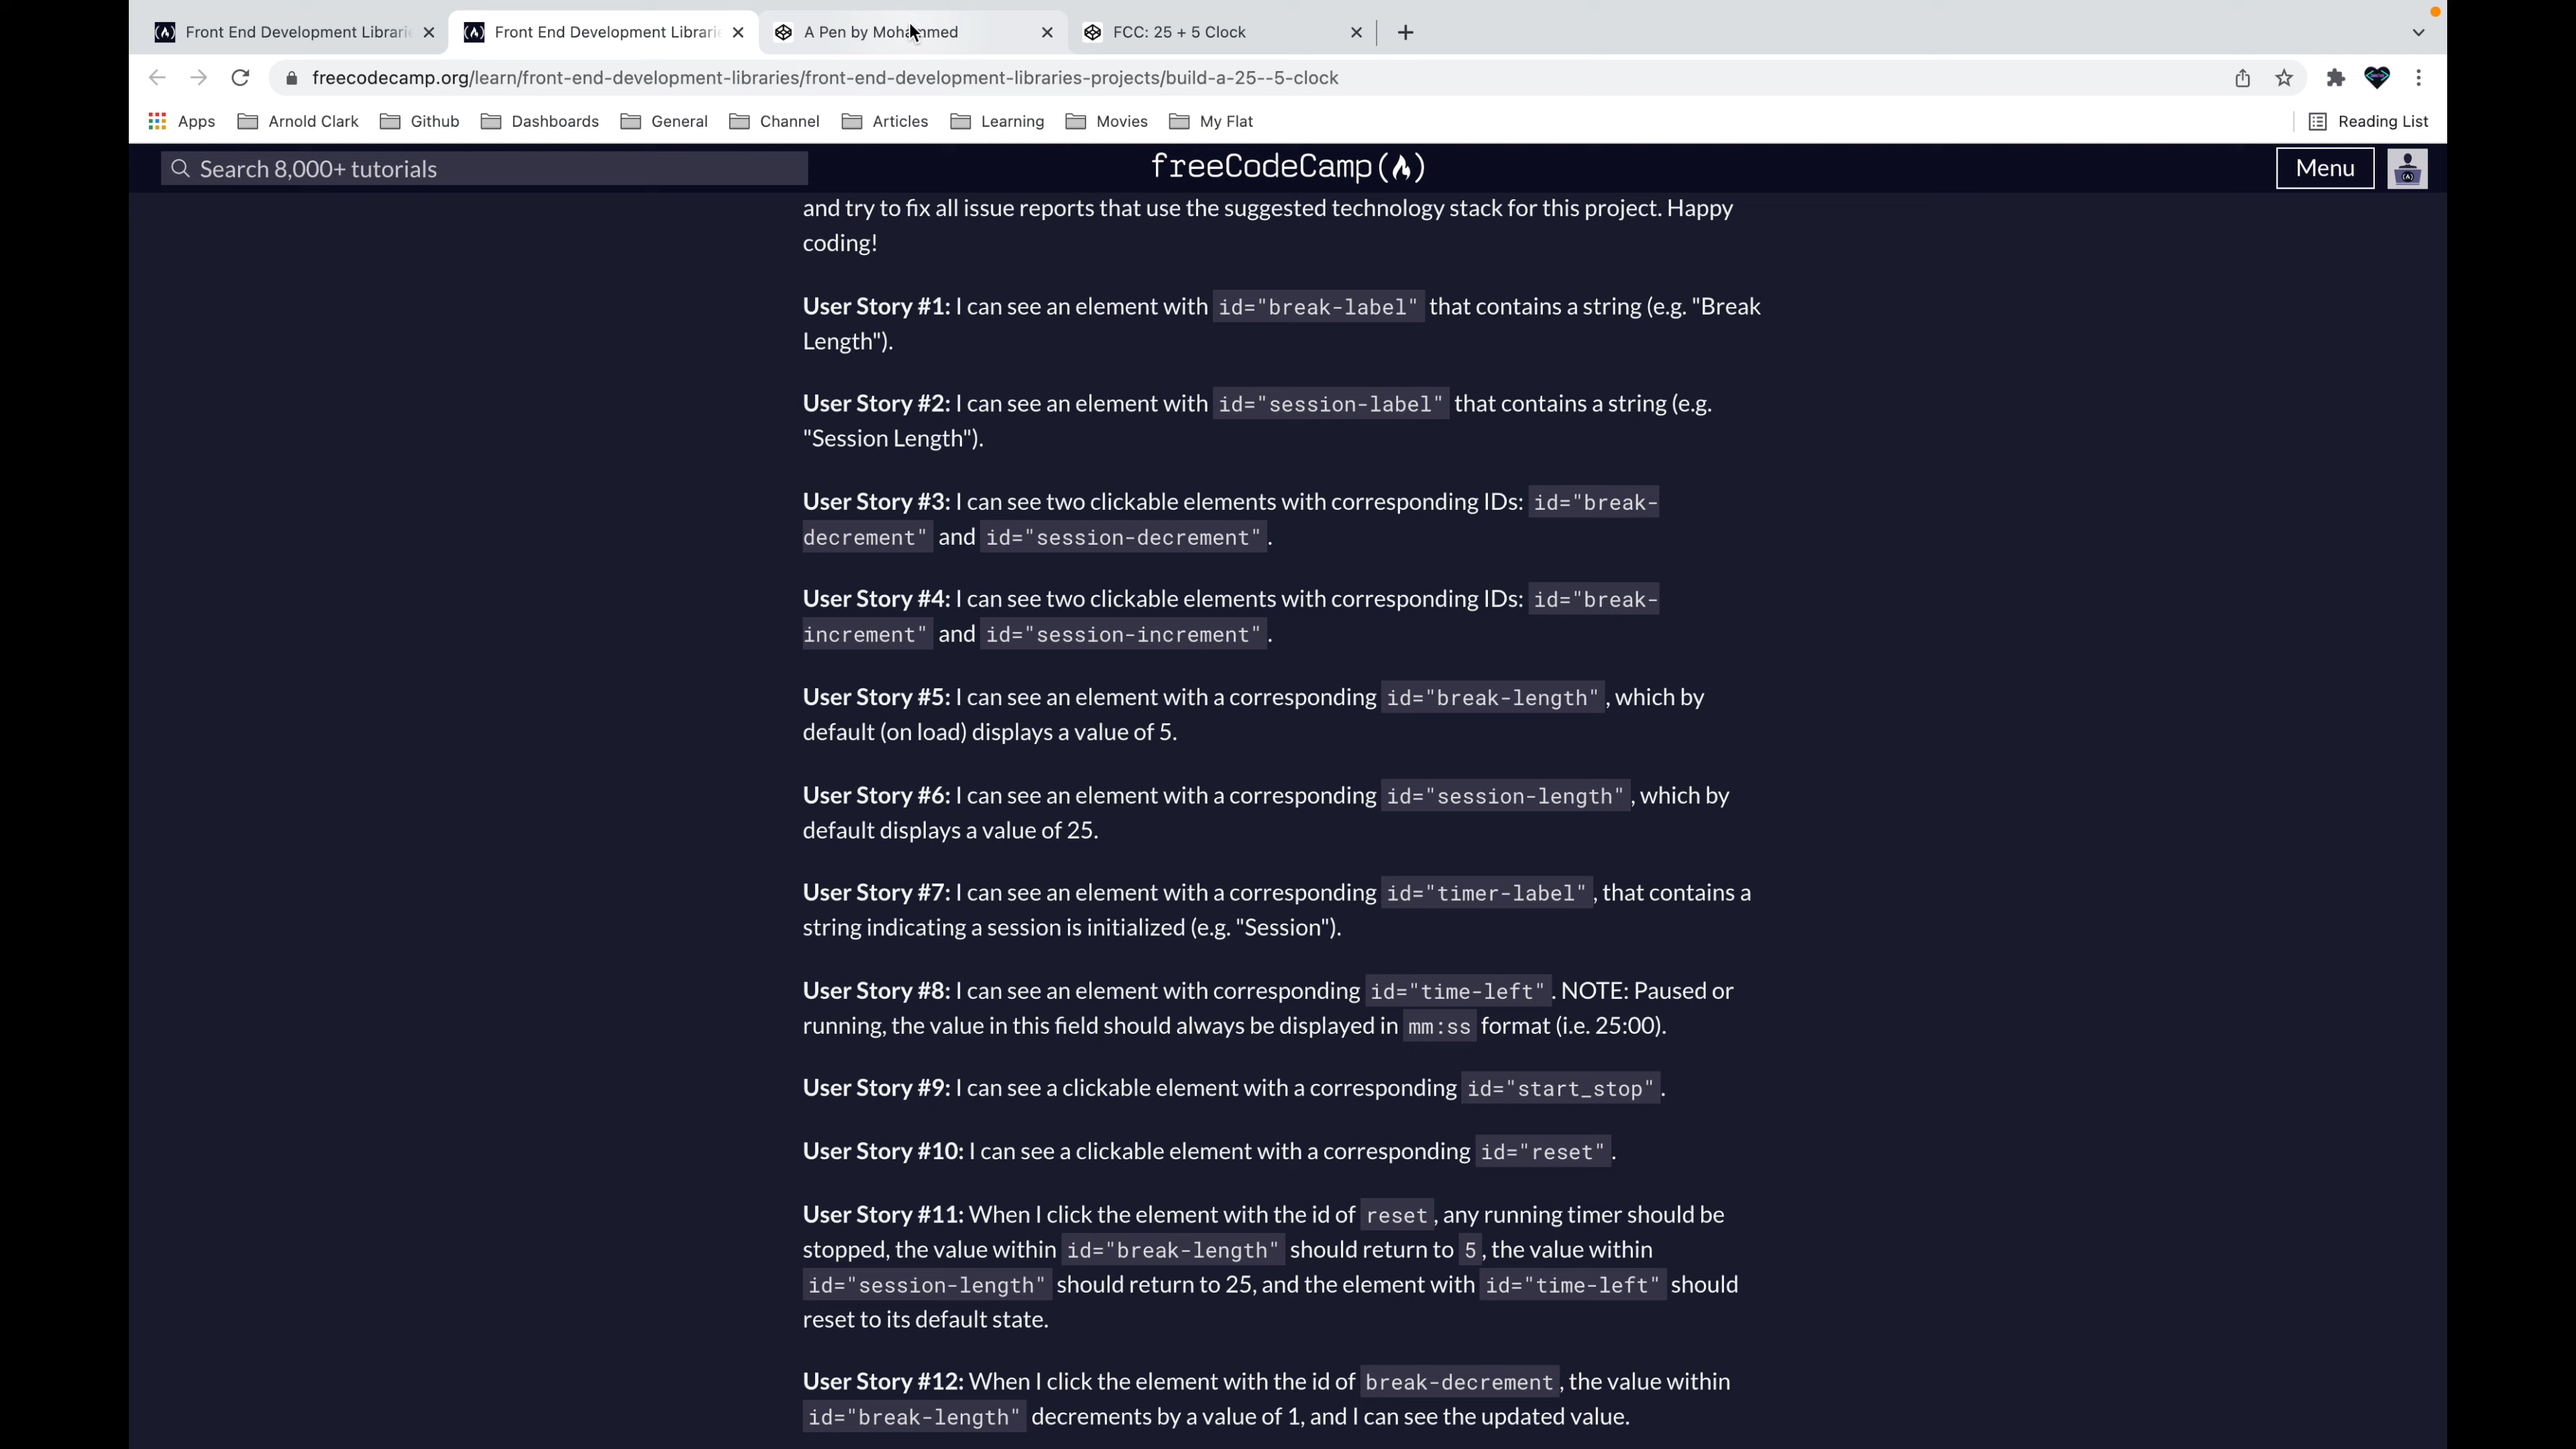 Front End Development Librarie
Front End Development Librarie
A Pen by Mohammed
FCC: 25 + 5 Clock
freecodecamp.org/learn/front-end-development-libraries/front-end-development-libraries-projects/build-a-25--5-clock
Apps
Arnold Clark
Github
Dashboards
General
Channel
Articles
Learning
Movies
My Flat
Reading List
Search 8,000+ tutorials
freeCodeCamp(🔥)
Menu
and try to fix all issue reports that use the suggested technology stack for this project. Happy
coding!
User Story #1: I can see an element with id="break-label" that contains a string (e.g. "Break
Length").
User Story #2: I can see an element with id="session-label" that contains a string (e.g.
"Session Length").
User Story #3: I can see two clickable elements with corresponding IDs: id="break-
decrement" and id="session-decrement".
User Story #4: I can see two clickable elements with corresponding IDs: id="break-
increment" and id="session-increment".
User Story #5: I can see an element with a corresponding id="break-length", which by
default (on load) displays a value of 5.
User Story #6: I can see an element with a corresponding id="session-length", which by
default displays a value of 25.
User Story #7: I can see an element with a corresponding id="timer-label", that contains a
string indicating a session is initialized (e.g. "Session").
User Story #8: I can see an element with corresponding id="time-left". NOTE: Paused or
running, the value in this field should always be displayed in mm:ss format (i.e. 25:00).
User Story #9: I can see a clickable element with a corresponding id="start_stop".
User Story #10: I can see a clickable element with a corresponding id="reset".
User Story #11: When I click the element with the id of reset, any running timer should be
stopped, the value within id="break-length" should return to 5, the value within
id="session-length" should return to 25, and the element with id="time-left" should
reset to its default state.
User Story #12: When I click the element with the id of break-decrement, the value within
id="break-length" decrements by a value of 1, and I can see the updated value.